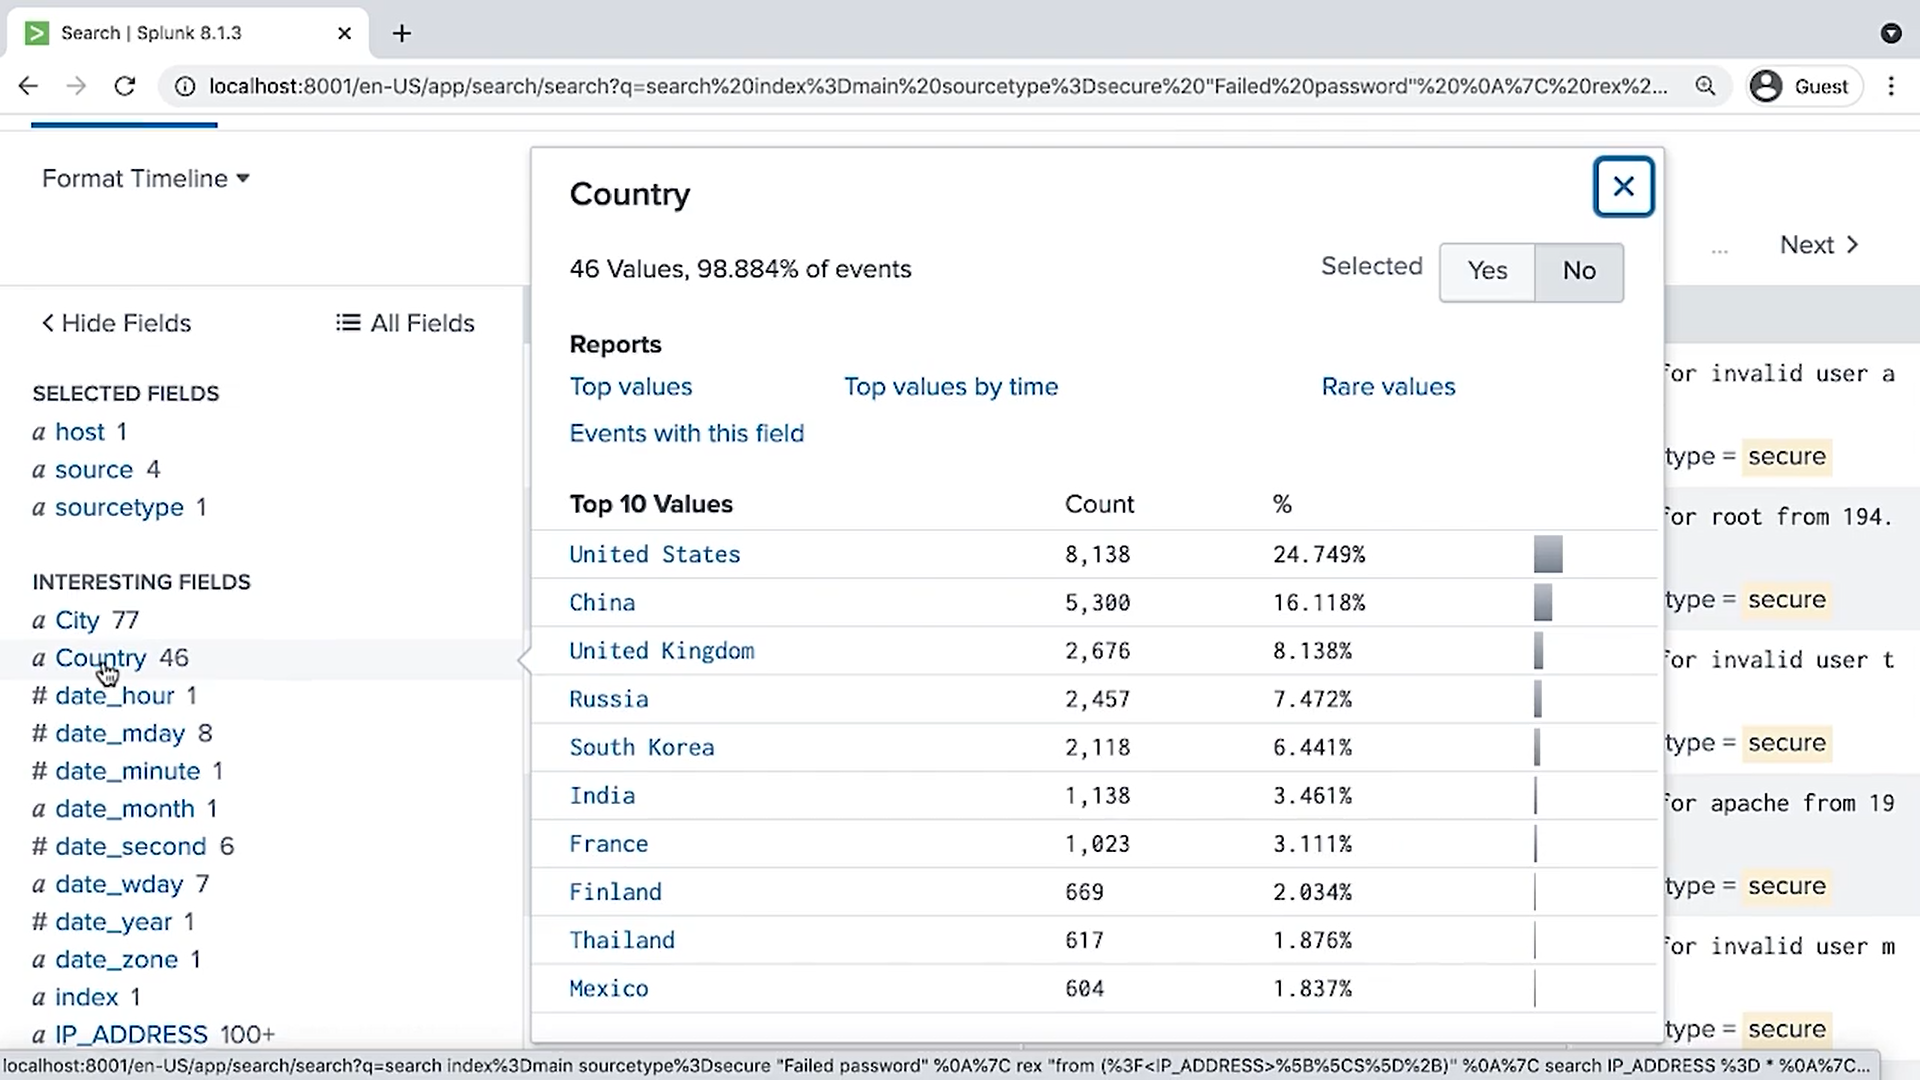 Search | Splunk 8.1.3
localhost:8001/en-US/app/search/search?q=search%20index%3Dmain%20sourcetype%3Dsecure%20"Failed%20password"%20%0A%7C%20rex%2...
Guest
Format Timeline
... Next
Hide Fields
All Fields
SELECTED FIELDS
a host 1
a source 4
a sourcetype 1
INTERESTING FIELDS
a City 77
a Country 46
# date_hour 1
# date_mday 8
# date_minute 1
a date_month 1
# date_second 6
a date_wday 7
# date_year 1
a date_zone 1
a index 1
a IP_ADDRESS 100+
Country
46 Values, 98.884% of events
Selected Yes No
Reports
Top values Top values by time Rare values
Events with this field
Top 10 Values Count %
United States 8,138 24.749%
China 5,300 16.118%
United Kingdom 2,676 8.138%
Russia 2,457 7.472%
South Korea 2,118 6.441%
India 1,138 3.461%
France 1,023 3.111%
Finland 669 2.034%
Thailand 617 1.876%
Mexico 604 1.837%
for invalid user a
type = secure
for root from 194.
type = secure
for invalid user t
type = secure
for apache from 19
type = secure
for invalid user m
type = secure
localhost:8001/en-US/app/search/search?q=search index%3Dmain sourcetype%3Dsecure "Failed password" %0A%7C rex "from (%3F<IP_ADDRESS>%5B%5CS%5D%2B)" %0A%7C search IP_ADDRESS %3D * %0A%7C...